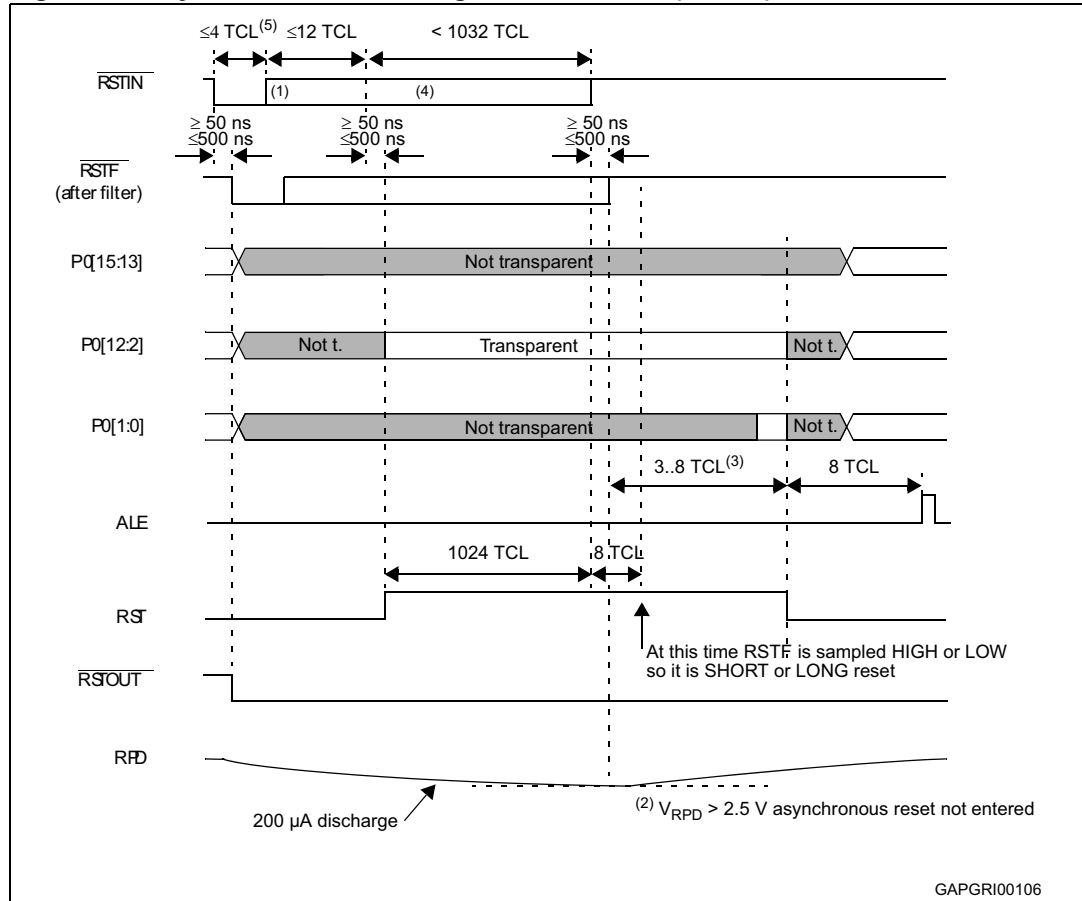 ≤4 TCL(5) ≤12 TCL < 1032 TCL
RSTIN
(1) (4)
≥ 50 ns ≥ 50 ns ≥ 50 ns
≤500 ns ≤500 ns ≤500 ns
RSTF
(after filter)
P0[15:13] Not transparent
P0[12:2] Not t. Transparent Not t.
P0[1:0] Not transparent Not t.
3..8 TCL(3) 8 TCL
ALE
1024 TCL 8 TCL
RST
At this time RSTF is sampled HIGH or LOW
so it is SHORT or LONG reset
RSTOUT
RPD
200 µA discharge
(2) VRPD > 2.5 V asynchronous reset not entered
GAPGRI00106